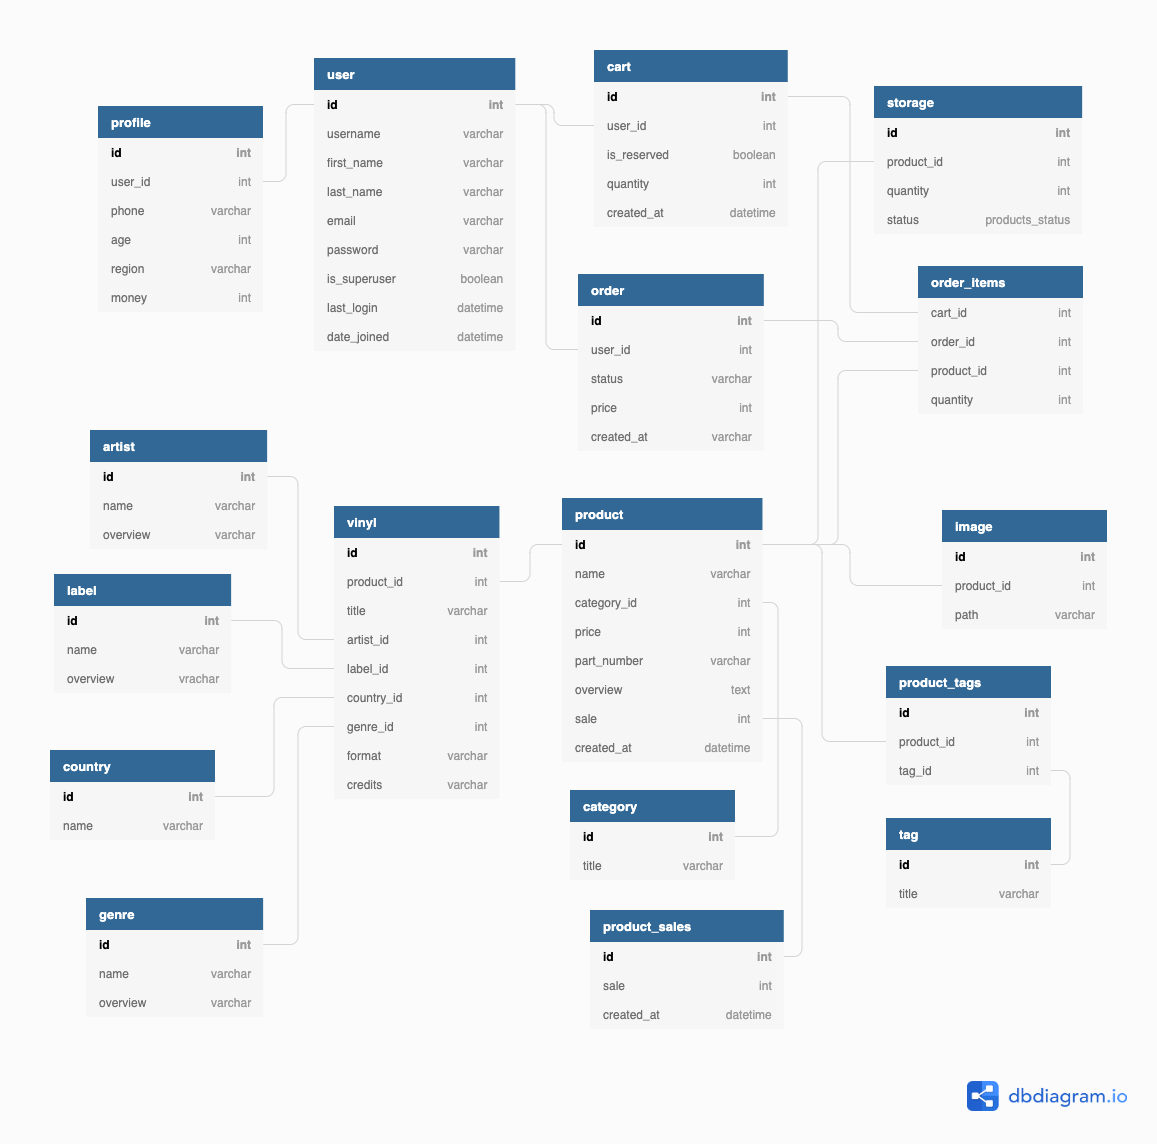 profile
id int
user_id int
phone varchar
age int
region varchar
money int
user
id int
username varchar
first_name varchar
last_name varchar
email varchar
password varchar
is_superuser boolean
last_login datetime
date_joined datetime
cart
id int
user_id int
is_reserved boolean
quantity int
created_at datetime
storage
id int
product_id int
quantity int
status products_status
order
id int
user_id int
status varchar
price int
created_at varchar
order_items
cart_id int
order_id int
product_id int
quantity int
artist
id int
name varchar
overview varchar
label
id int
name varchar
overview vrachar
country
id int
name varchar
genre
id int
name varchar
overview varchar
vinyl
id int
product_id int
title varchar
artist_id int
label_id int
country_id int
genre_id int
format varchar
credits varchar
product
id int
name varchar
category_id int
price int
part_number varchar
overview text
sale int
created_at datetime
category
id int
title varchar
product_sales
id int
sale int
created_at datetime
image
id int
product_id int
path varchar
product_tags
id int
product_id int
tag_id int
tag
id int
title varchar
dbdiagram.io